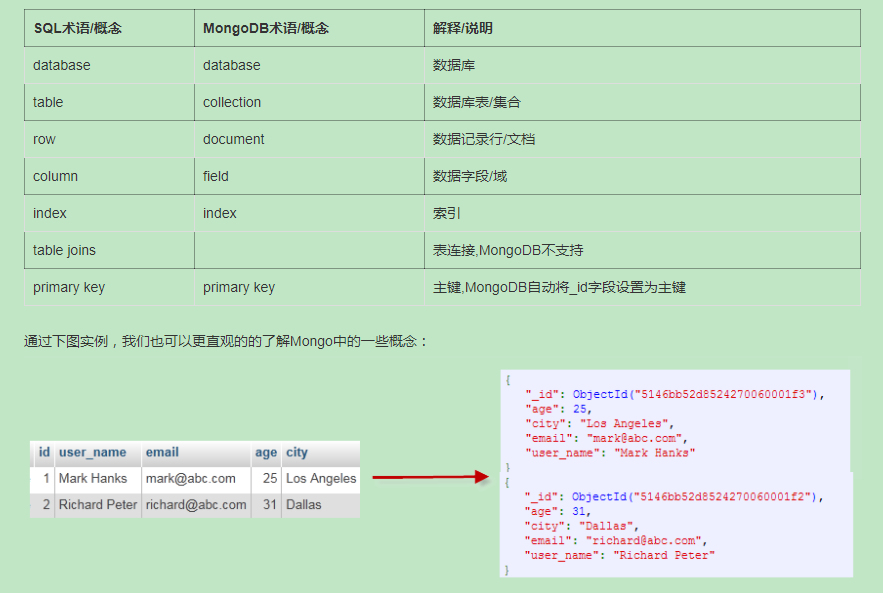 SQL术语/概念 MongoDB术语/概念 解释/说明
database database 数据库
table collection 数据库表/集合
row document 数据记录行/文档
column field 数据字段/域
index index 索引
table joins 表连接,MongoDB不支持
primary key primary key 主键,MongoDB自动将_id字段设置为主键
通过下图实例，我们也可以更直观的的了解Mongo中的一些概念：
id user_name email age city
1 Mark Hanks mark@abc.com 25 Los Angeles
2 Richard Peter richard@abc.com 31 Dallas
{
"_id": ObjectId("5146bb52d8524270060001f3"),
"age": 25,
"city": "Los Angeles",
"email": "mark@abc.com",
"user_name": "Mark Hanks"
}
{
"_id": ObjectId("5146bb52d8524270060001f2"),
"age": 31,
"city": "Dallas",
"email": "richard@abc.com",
"user_name": "Richard Peter"
}